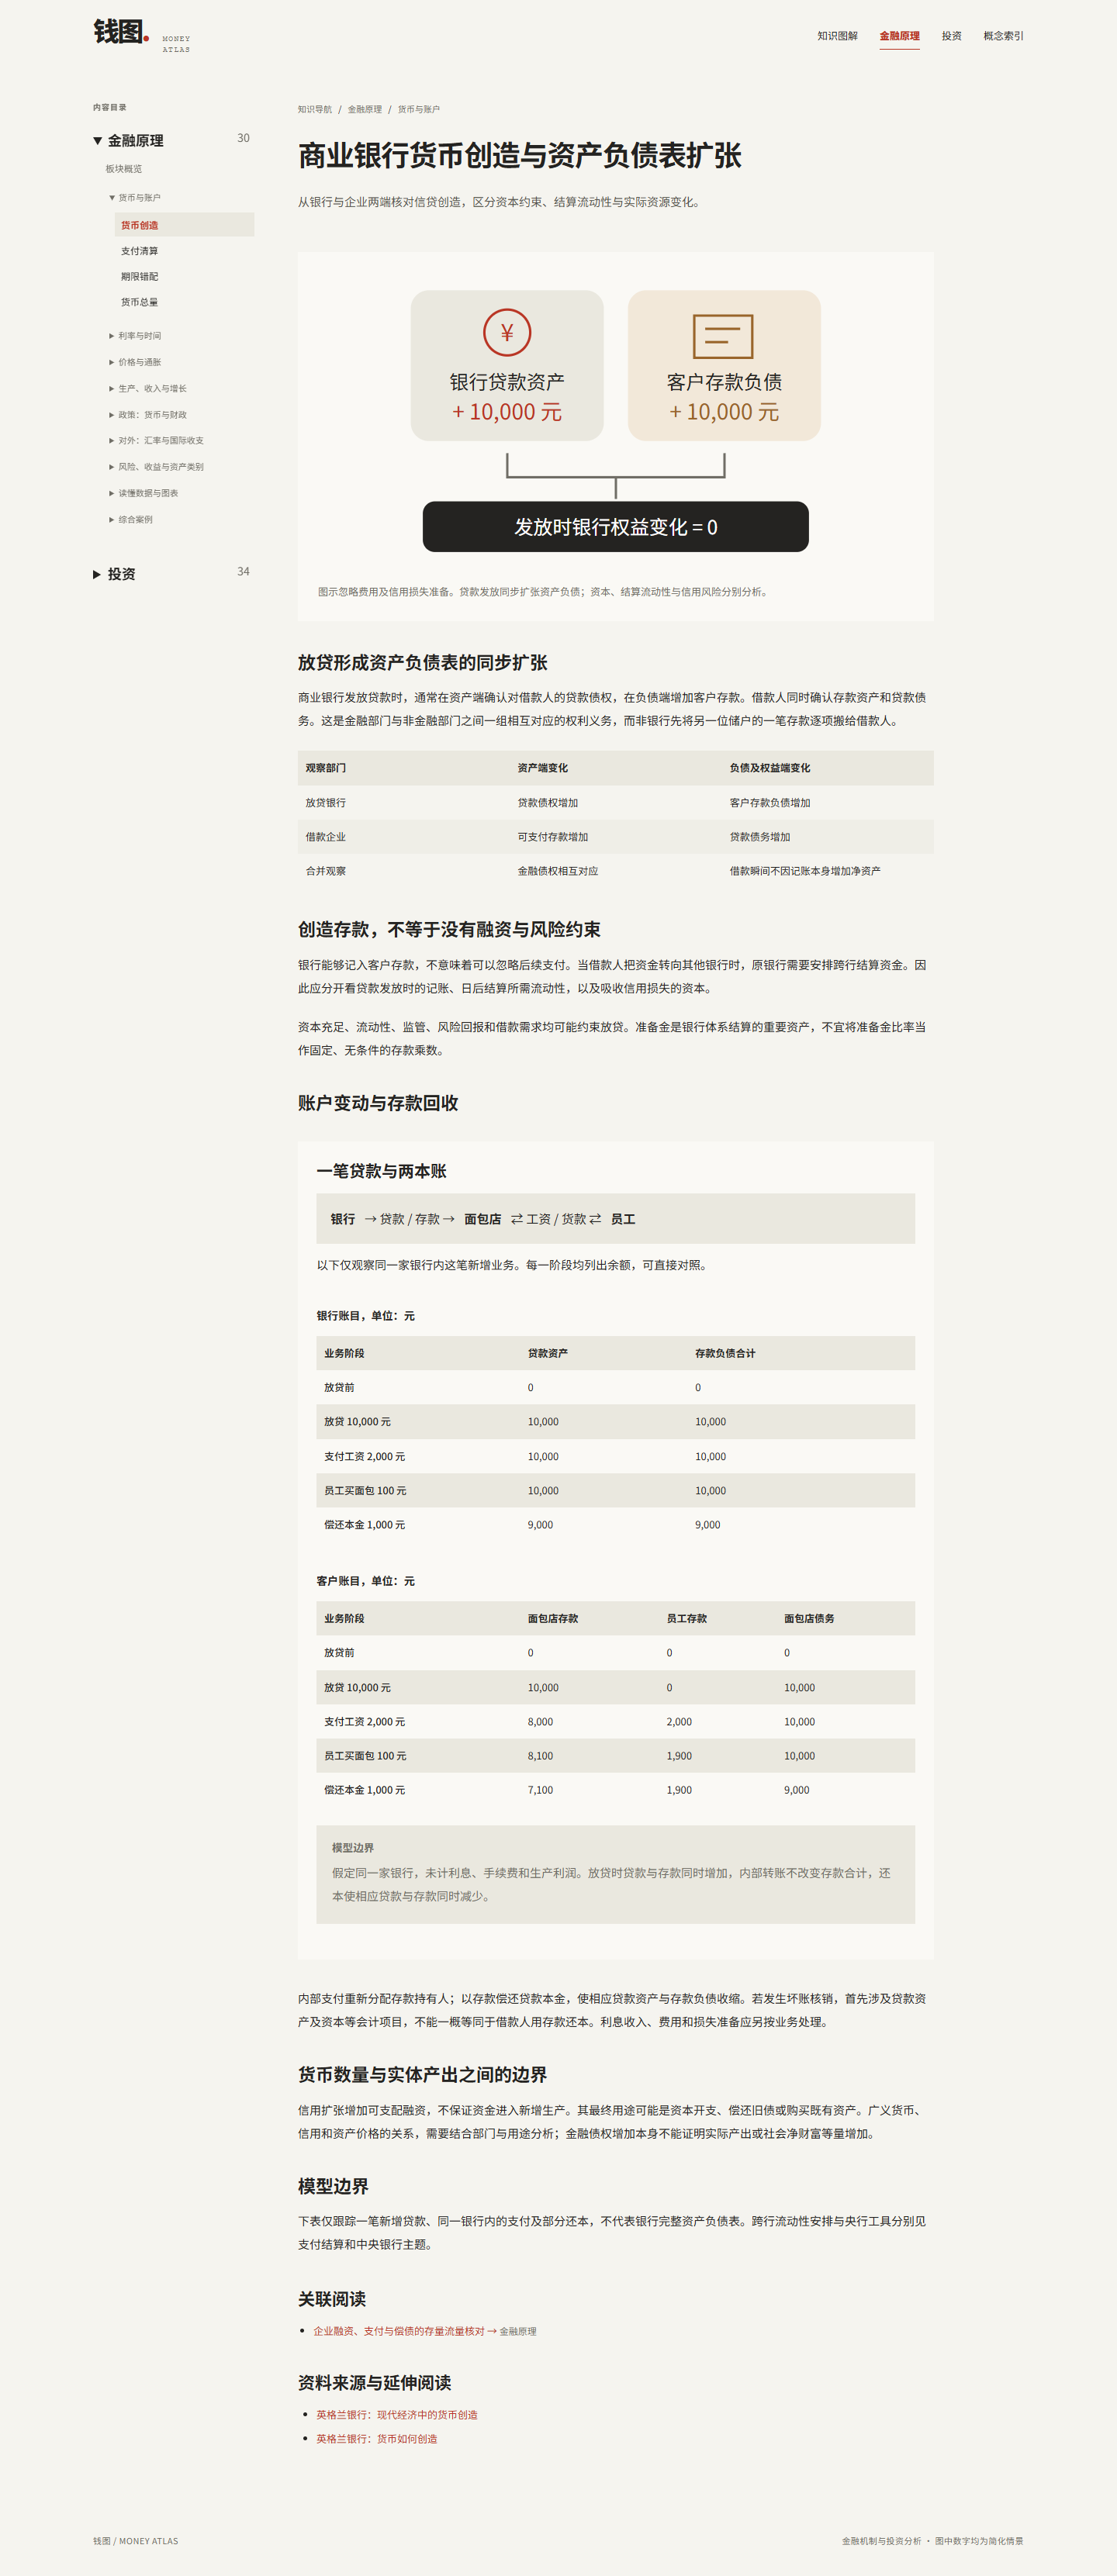 钱图.
MONEY
ATLAS
知识图解
金融原理
投资
概念索引
内容目录
▼ 金融原理 30
板块概览
▼ 货币与账户
货币创造
支付清算
期限错配
货币总量
▶ 利率与时间
▶ 价格与通胀
▶ 生产、收入与增长
▶ 政策：货币与财政
▶ 对外：汇率与国际收支
▶ 风险、收益与资产类别
▶ 读懂数据与图表
▶ 综合案例
▶ 投资 34
知识导航 / 金融原理 / 货币与账户
商业银行货币创造与资产负债表扩张
从银行与企业两端核对信贷创造，区分资本约束、结算流动性与实际资源变化。
¥
银行贷款资产
+ 10,000 元
客户存款负债
+ 10,000 元
发放时银行权益变化 = 0
图示忽略费用及信用损失准备。贷款发放同步扩张资产负债；资本、结算流动性与信用风险分别分析。
放贷形成资产负债表的同步扩张
商业银行发放贷款时，通常在资产端确认对借款人的贷款债权，在负债端增加客户存款。借款人同时确认存款资产和贷款债
务。这是金融部门与非金融部门之间一组相互对应的权利义务，而非银行先将另一位储户的一笔存款逐项搬给借款人。
观察部门 资产端变化 负债及权益端变化
放贷银行 贷款债权增加 客户存款负债增加
借款企业 可支付存款增加 贷款债务增加
合并观察 金融债权相互对应 借款瞬间不因记账本身增加净资产
创造存款，不等于没有融资与风险约束
银行能够记入客户存款，不意味着可以忽略后续支付。当借款人把资金转向其他银行时，原银行需要安排跨行结算资金。因
此应分开看贷款发放时的记账、日后结算所需流动性，以及吸收信用损失的资本。
资本充足、流动性、监管、风险回报和借款需求均可能约束放贷。准备金是银行体系结算的重要资产，不宜将准备金比率当
作固定、无条件的存款乘数。
账户变动与存款回收
一笔贷款与两本账
银行 → 贷款 / 存款 → 面包店 ⇄ 工资 / 货款 ⇄ 员工
以下仅观察同一家银行内这笔新增业务。每一阶段均列出余额，可直接对照。
银行账目，单位：元
业务阶段 贷款资产 存款负债合计
放贷前 0 0
放贷 10,000 元 10,000 10,000
支付工资 2,000 元 10,000 10,000
员工买面包 100 元 10,000 10,000
偿还本金 1,000 元 9,000 9,000
客户账目，单位：元
业务阶段 面包店存款 员工存款 面包店债务
放贷前 0 0 0
放贷 10,000 元 10,000 0 10,000
支付工资 2,000 元 8,000 2,000 10,000
员工买面包 100 元 8,100 1,900 10,000
偿还本金 1,000 元 7,100 1,900 9,000
模型边界
假定同一家银行，未计利息、手续费和生产利润。放贷时贷款与存款同时增加，内部转账不改变存款合计，还
本使相应贷款与存款同时减少。
内部支付重新分配存款持有人；以存款偿还贷款本金，使相应贷款资产与存款负债收缩。若发生坏账核销，首先涉及贷款资
产及资本等会计项目，不能一概等同于借款人用存款还本。利息收入、费用和损失准备应另按业务处理。
货币数量与实体产出之间的边界
信用扩张增加可支配融资，不保证资金进入新增生产。其最终用途可能是资本开支、偿还旧债或购买既有资产。广义货币、
信用和资产价格的关系，需要结合部门与用途分析；金融债权增加本身不能证明实际产出或社会净财富等量增加。
模型边界
下表仅跟踪一笔新增贷款、同一银行内的支付及部分还本，不代表银行完整资产负债表。跨行流动性安排与央行工具分别见
支付结算和中央银行主题。
关联阅读
• 企业融资、支付与偿债的存量流量核对 → 金融原理
资料来源与延伸阅读
• 英格兰银行：现代经济中的货币创造
• 英格兰银行：货币如何创造
钱图 / MONEY ATLAS
金融机制与投资分析 · 图中数字均为简化情景